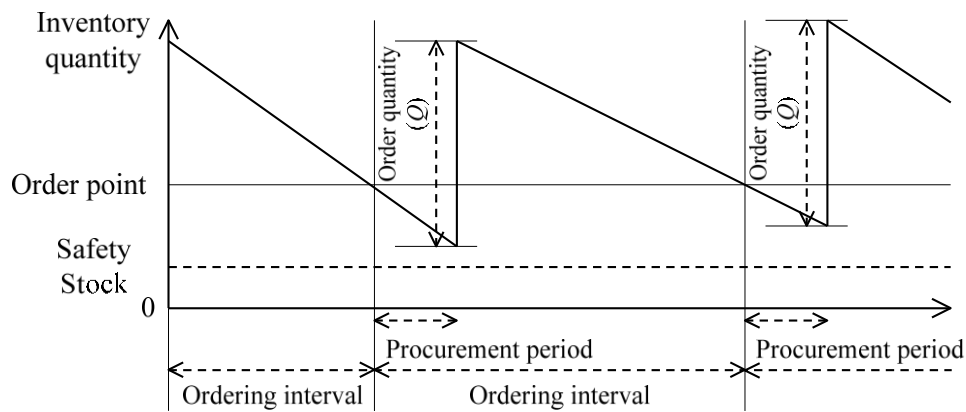 Inventory
quantity
Order quantity
(Q)
Order quantity
(Q)
Order point
Safety
Stock
0
Procurement period
Procurement period
Ordering interval
Ordering interval